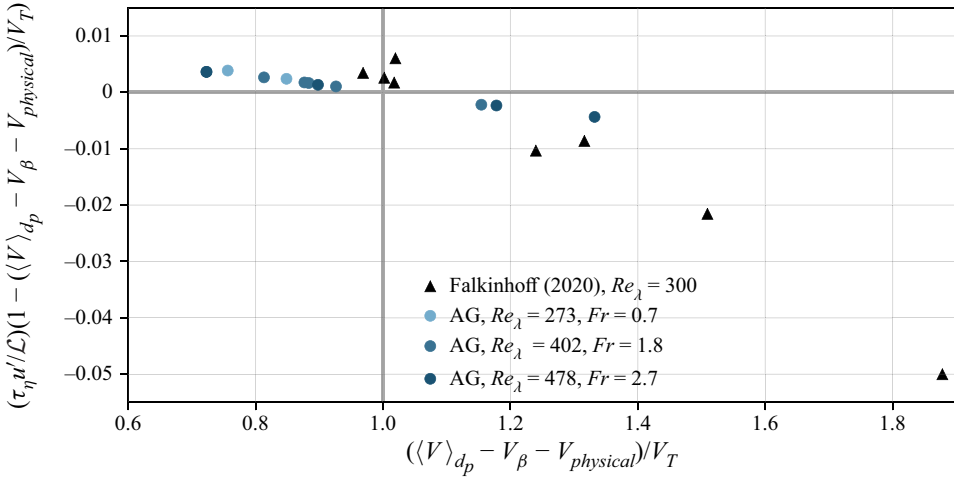 (τ_η u′/ℒ)(1 − (⟨V⟩_{d_p} − V_β − V_{physical})/V_T)
0.01
0
−0.01
−0.02
−0.03
−0.04
−0.05
Falkinhoff (2020), Re_λ = 300
AG, Re_λ = 273, Fr = 0.7
AG, Re_λ = 402, Fr = 1.8
AG, Re_λ = 478, Fr = 2.7
0.6 0.8 1.0 1.2 1.4 1.6 1.8
(⟨V⟩_{d_p} − V_β − V_{physical})/V_T